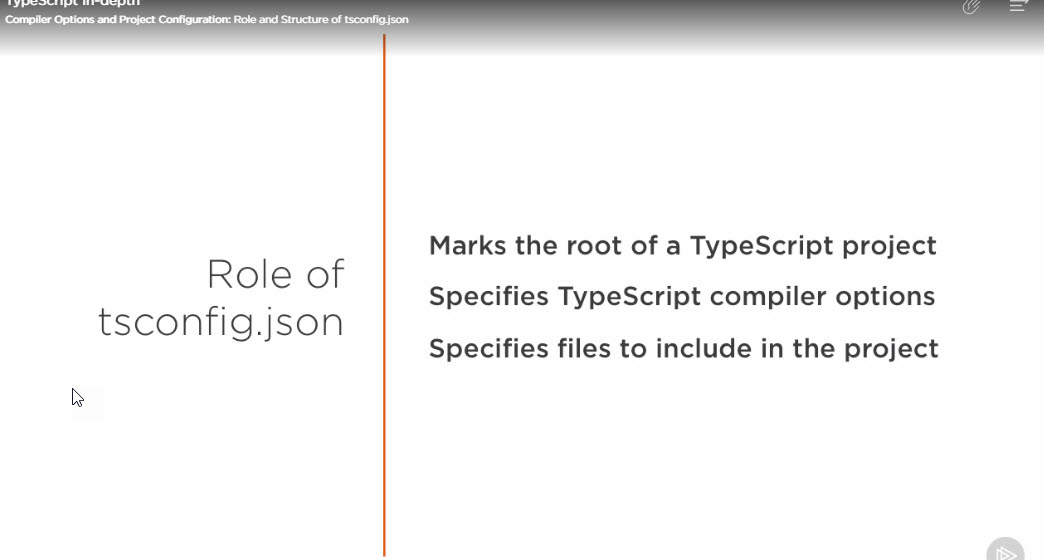 TypeScript In-depth
Compiler Options and Project Configuration: Role and Structure of tsconfig.json
Role of
tsconfig.json
Marks the root of a TypeScript project
Specifies TypeScript compiler options
Specifies files to include in the project